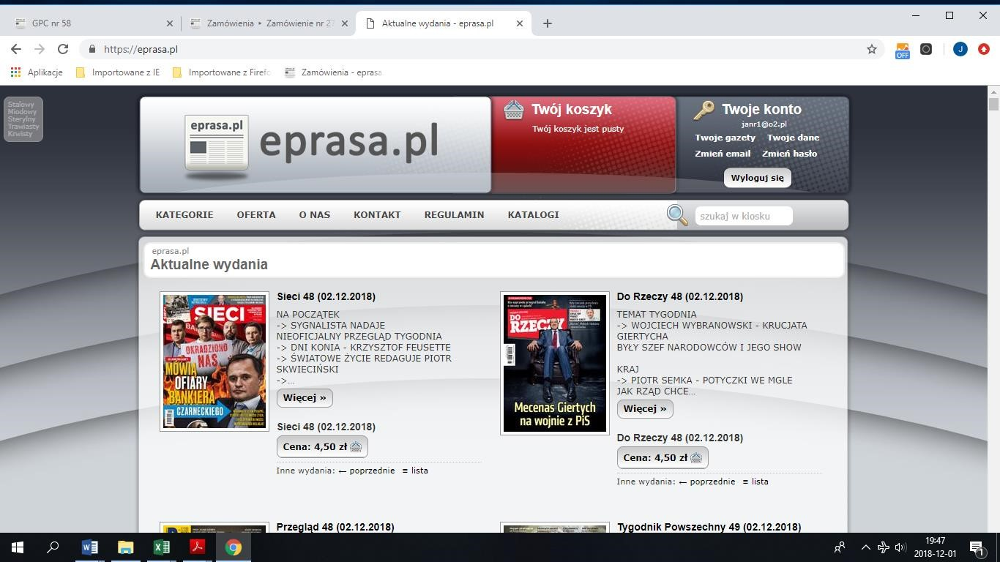 GPC nr 58
Zamówienia ‣ Zamówienie nr 27
Aktualne wydania - eprasa.pl
https://eprasa.pl
OFF
J
Aplikacje
Importowane z IE
Importowane z Firefo
Zamówienia - eprasa
Stalowy
Miodowy
Sterylny
Trawiasty
Krwisty
eprasa.pl
eprasa.pl
Twój koszyk
Twój koszyk jest pusty
Twoje konto
janr1@o2.pl
Twoje gazety Twoje dane
Zmień email Zmień hasło
Wyloguj się
KATEGORIE OFERTA O NAS KONTAKT REGULAMIN KATALOGI
szukaj w kiosku
eprasa.pl
Aktualne wydania
SIECI
OKRADZIONO
NAS
MÓWIĄ
OFIARY
BANKIERA
CZARNECKIEGO
Sieci 48 (02.12.2018)
NA POCZĄTEK
-> SYGNALISTA NADAJE
NIEOFICJALNY PRZEGLĄD TYGODNIA
-> DNI KONIA - KRZYSZTOF FEUSETTE
-> ŚWIATOWE ŻYCIE REDAGUJE PIOTR
SKWIECIŃSKI
->...
Więcej »
Sieci 48 (02.12.2018)
Cena: 4,50 zł
Inne wydania: ← poprzednie ≡ lista
DO
RZECZY
Mecenas Giertych
na wojnie z PiS
Do Rzeczy 48 (02.12.2018)
TEMAT TYGODNIA
-> WOJCIECH WYBRANOWSKI - KRUCJATA
GIERTYCHA
BYŁY SZEF NARODOWCÓW I JEGO SHOW
KRAJ
-> PIOTR SEMKA - POTYCZKI WE MGLE
JAK RZĄD CHCE...
Więcej »
Do Rzeczy 48 (02.12.2018)
Cena: 4,50 zł
Inne wydania: ← poprzednie ≡ lista
Przegląd 48 (02.12.2018)
Tygodnik Powszechny 49 (02.12.2018)
19:47
2018-12-01
1